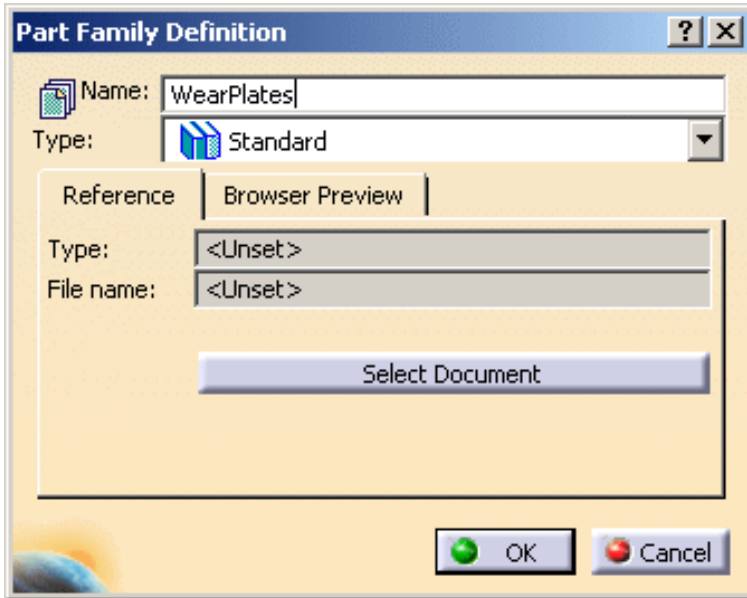 Part Family Definition
Name: WearPlates
Type: Standard
Reference Browser Preview
Type: <Unset>
File name: <Unset>
Select Document
OK Cancel